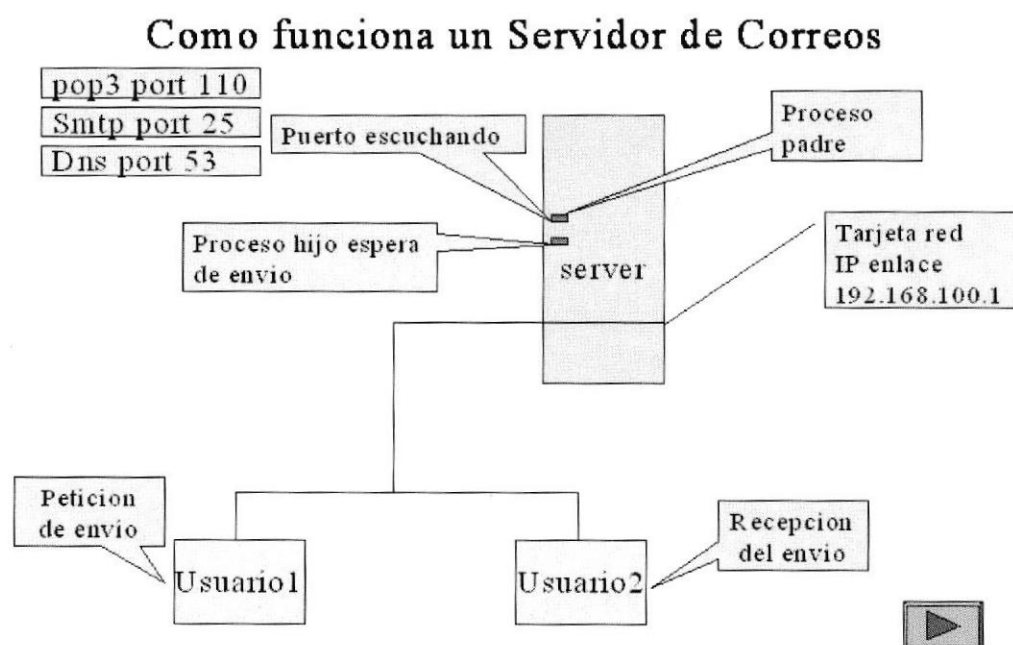 Como funciona un Servidor de Correos
pop3 port 110
Smtp port 25
Dns port 53
Puerto escuchando
Proceso
padre
Proceso hijo espera
de envio
server
Tarjeta red
IP enlace
192.168.100.1
Peticion
de envio
Usuario1
Usuario2
Recepcion
del envio